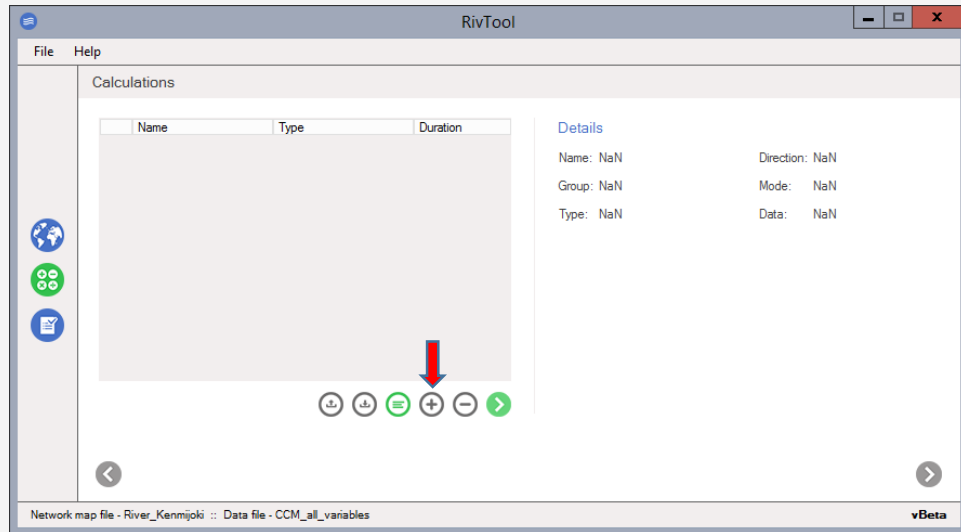 RivTool
File Help
Calculations
Name Type Duration
Details
Name: NaN Direction: NaN
Group: NaN Mode: NaN
Type: NaN Data: NaN
Network map file - River_Kenmijoki :: Data file - CCM_all_variables vBeta